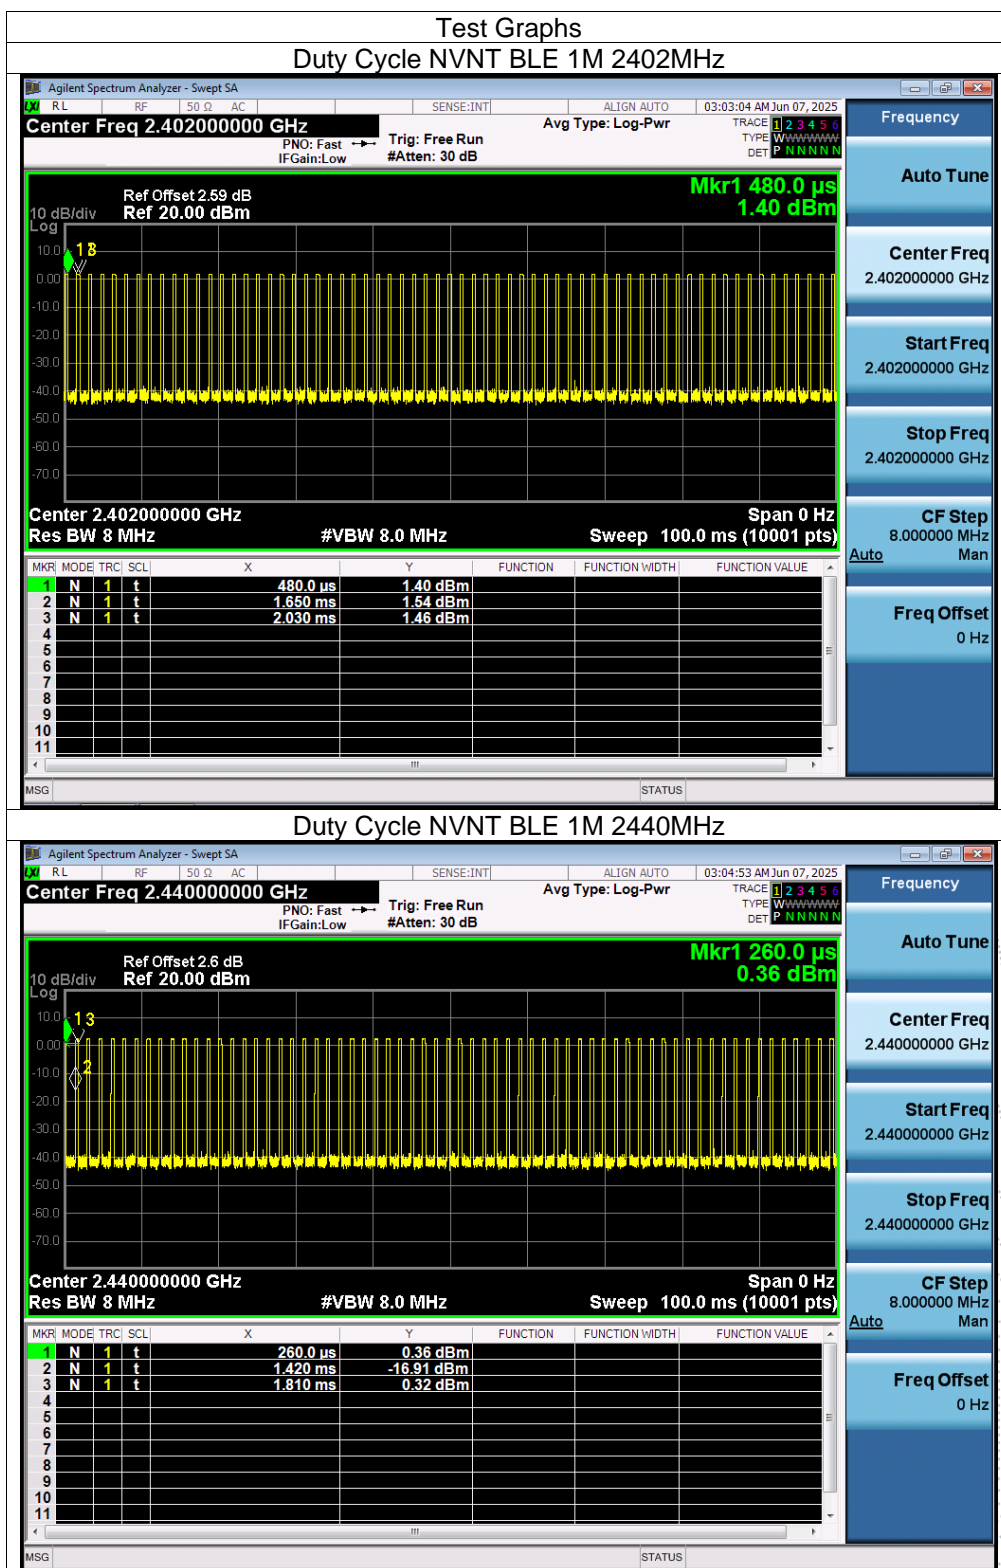 Test Graphs
Duty Cycle NVNT BLE 1M 2402MHz
Agilent Spectrum Analyzer - Swept SA
LXI RL RF 50 Ω AC SENSE:INT ALIGN AUTO 03:03:04 AM Jun 07, 2025
Center Freq 2.402000000 GHz Avg Type: Log-Pwr TRACE 1 2 3 4 5 6
PNO: Fast Trig: Free Run TYPE WWWWWW
IFGain:Low #Atten: 30 dB DET P N N N N N
Frequency
Mkr1 480.0 µs
1.40 dBm
Ref Offset 2.59 dB
10 dB/div Ref 20.00 dBm
Log
10.0
0.00
-10.0
-20.0
-30.0
-40.0
-50.0
-60.0
-70.0
1 3
Center 2.402000000 GHz Span 0 Hz
Res BW 8 MHz #VBW 8.0 MHz Sweep 100.0 ms (10001 pts)
MKR MODE TRC SCL X Y FUNCTION FUNCTION WIDTH FUNCTION VALUE
1 N 1 t 480.0 µs 1.40 dBm
2 N 1 t 1.650 ms 1.54 dBm
3 N 1 t 2.030 ms 1.46 dBm
4
5
6
7
8
9
10
11
MSG STATUS
Auto Tune
Center Freq
2.402000000 GHz
Start Freq
2.402000000 GHz
Stop Freq
2.402000000 GHz
CF Step
8.000000 MHz
Auto Man
Freq Offset
0 Hz
Duty Cycle NVNT BLE 1M 2440MHz
Agilent Spectrum Analyzer - Swept SA
LXI RL RF 50 Ω AC SENSE:INT ALIGN AUTO 03:04:53 AM Jun 07, 2025
Center Freq 2.440000000 GHz Avg Type: Log-Pwr TRACE 1 2 3 4 5 6
PNO: Fast Trig: Free Run TYPE WWWWWW
IFGain:Low #Atten: 30 dB DET P N N N N N
Frequency
Mkr1 260.0 µs
0.36 dBm
Ref Offset 2.6 dB
10 dB/div Ref 20.00 dBm
Log
10.0
0.00
-10.0
-20.0
-30.0
-40.0
-50.0
-60.0
-70.0
1 3
2
Center 2.440000000 GHz Span 0 Hz
Res BW 8 MHz #VBW 8.0 MHz Sweep 100.0 ms (10001 pts)
MKR MODE TRC SCL X Y FUNCTION FUNCTION WIDTH FUNCTION VALUE
1 N 1 t 260.0 µs 0.36 dBm
2 N 1 t 1.420 ms -16.91 dBm
3 N 1 t 1.810 ms 0.32 dBm
4
5
6
7
8
9
10
11
MSG STATUS
Auto Tune
Center Freq
2.440000000 GHz
Start Freq
2.440000000 GHz
Stop Freq
2.440000000 GHz
CF Step
8.000000 MHz
Auto Man
Freq Offset
0 Hz